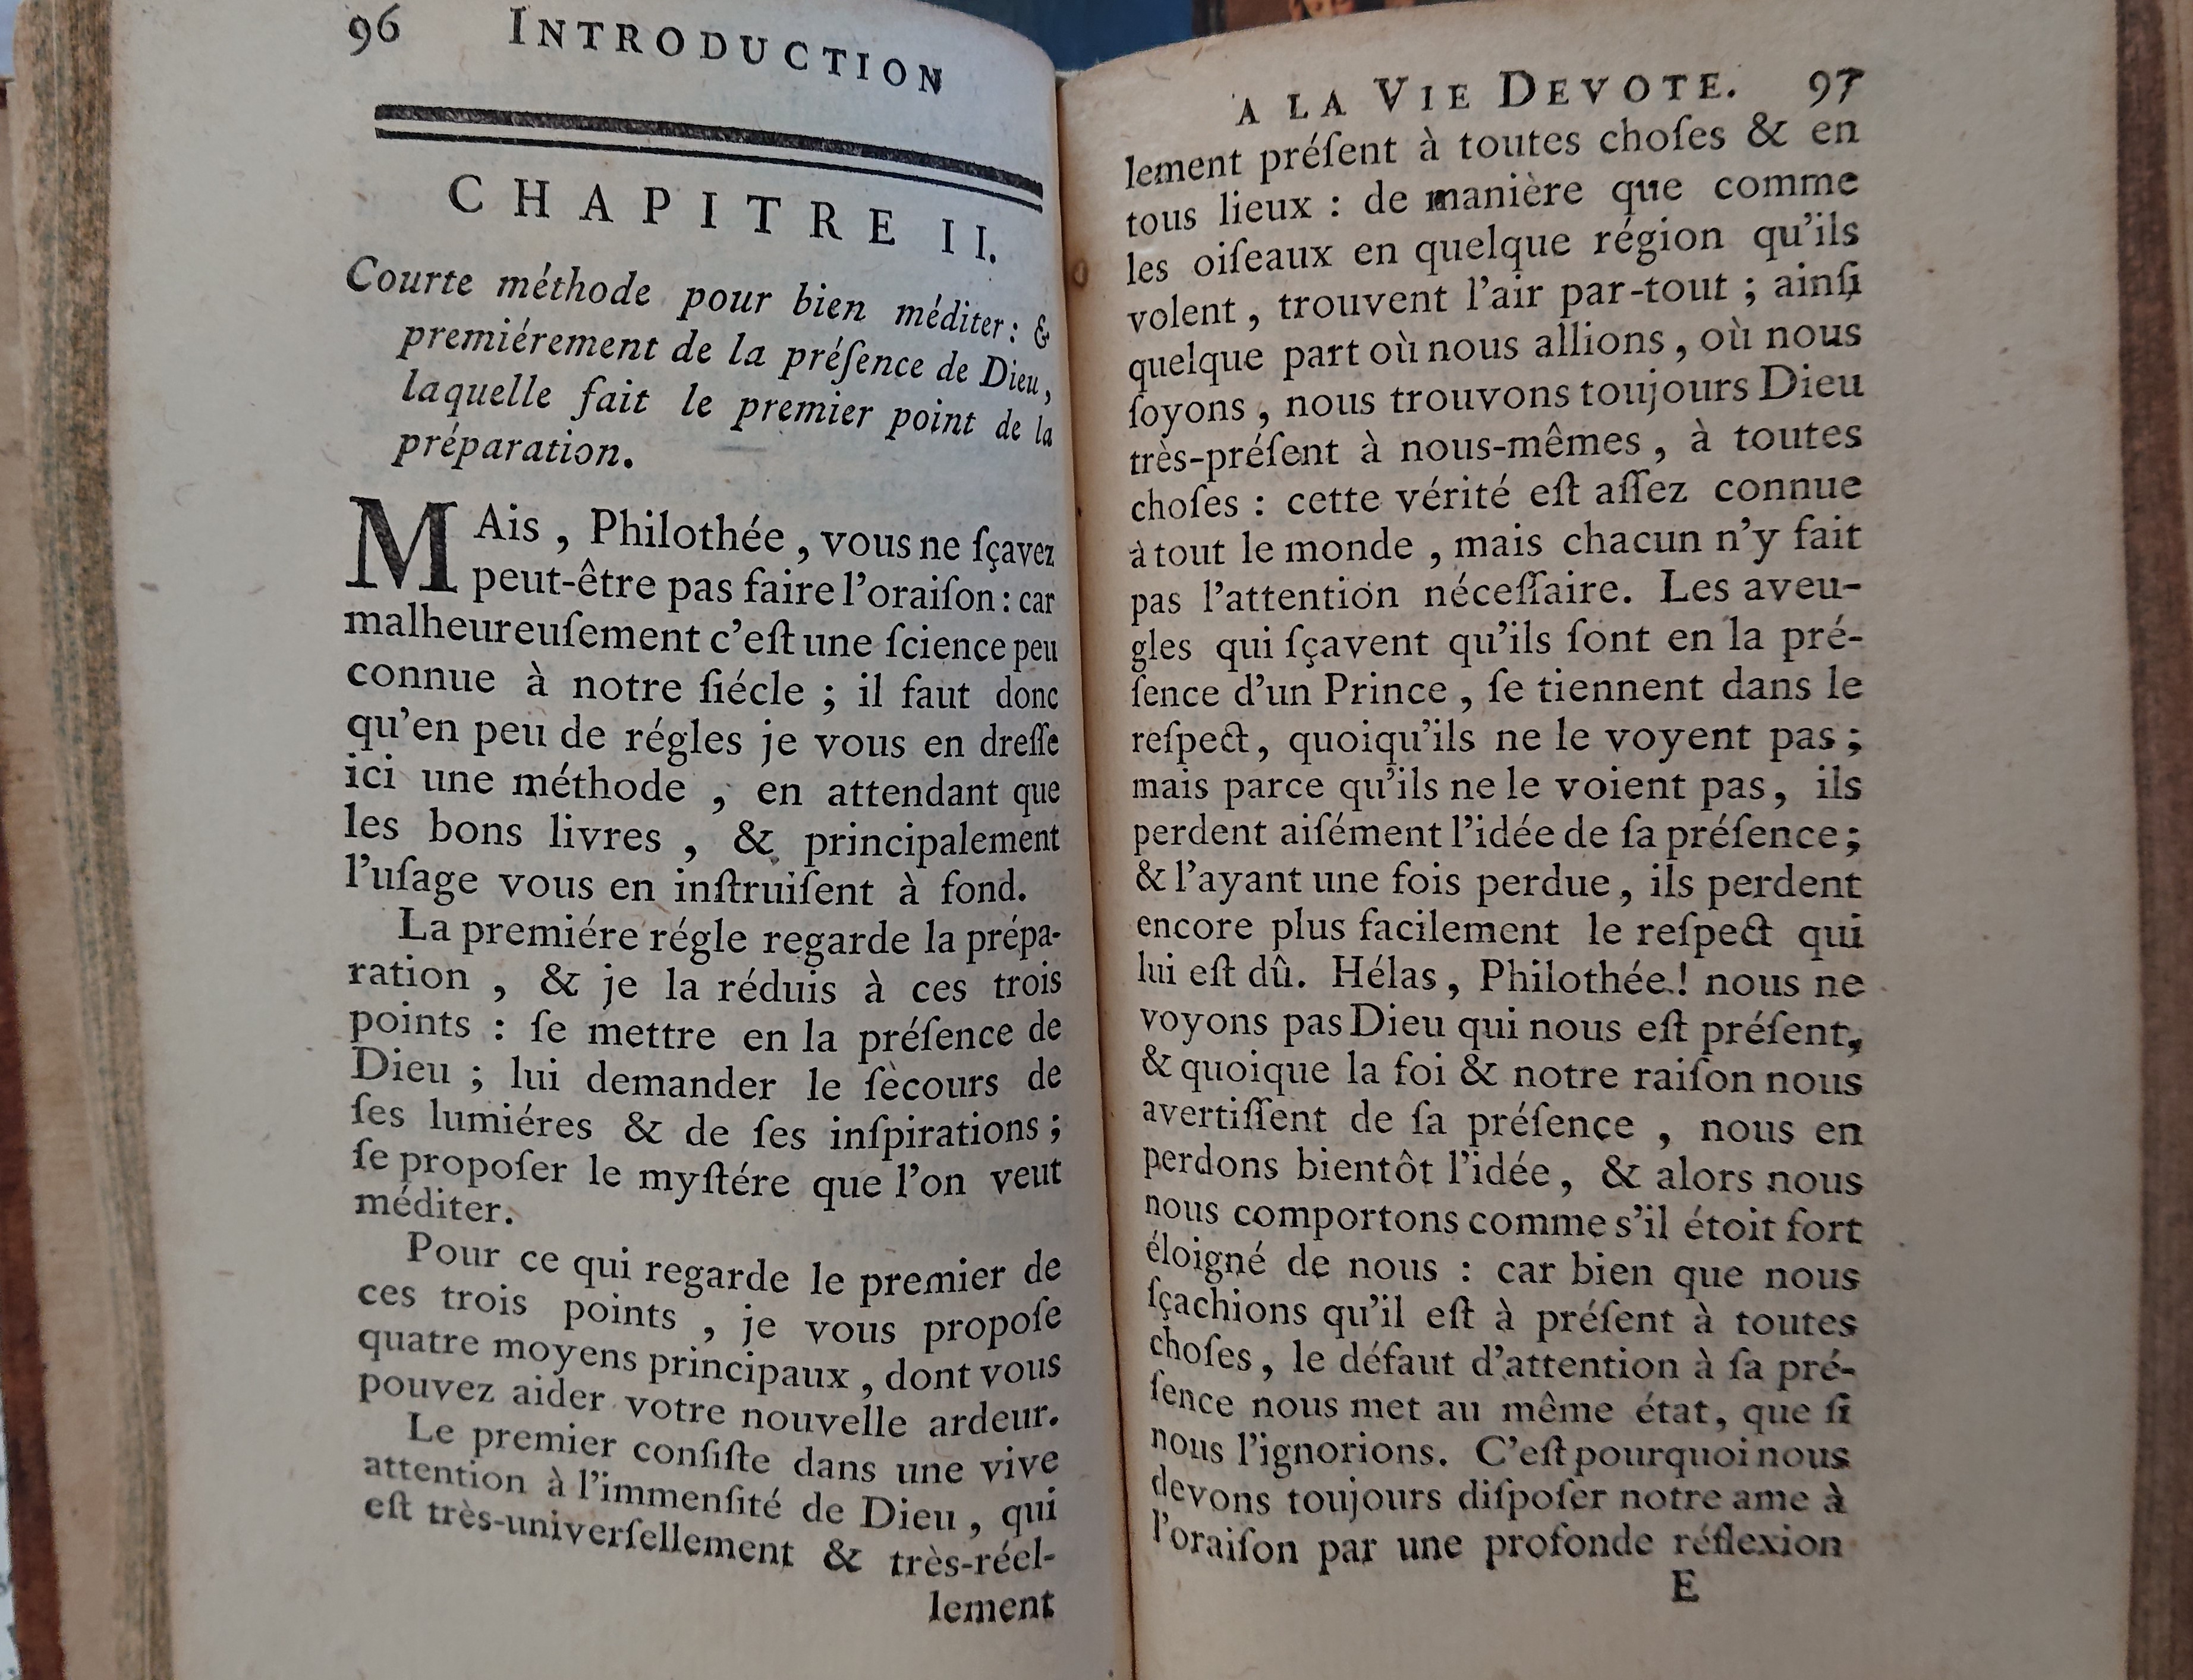 96 INTRODUCTION
CHAPITRE II.
Courte méthode pour bien méditer : &
premiérement de la préſence de Dieu,
laquelle fait le premier point de la
préparation.
MAis , Philothée , vous ne ſçavez
peut-être pas faire l'oraiſon : car
malheureuſement c'eſt une ſcience peu
connue à notre ſiécle ; il faut donc
qu'en peu de régles je vous en dreſſe
ici une méthode , en attendant que
les bons livres , & principalement
l'uſage vous en inſtruiſent à fond.
La premiére régle regarde la prépa-
ration , & je la réduis à ces trois
points : ſe mettre en la préſence de
Dieu ; lui demander le ſècours de
ſes lumiéres & de ſes inſpirations ;
ſe propoſer le myſtére que l'on veut
méditer.
Pour ce qui regarde le premier de
ces trois points , je vous propoſe
quatre moyens principaux , dont vous
pouvez aider votre nouvelle ardeur.
Le premier conſiſte dans une vive
attention à l'immenſité de Dieu , qui
eſt très-univerſellement & très-réel-
lement
A LA VIE DEVOTE. 97
lement préſent à toutes choſes & en
tous lieux : de manière que comme
les oiſeaux en quelque région qu'ils
volent , trouvent l'air par-tout ; ainſi
quelque part où nous allions , où nous
ſoyons , nous trouvons toujours Dieu
très-préſent à nous-mêmes , à toutes
choſes : cette vérité eſt aſſez connue
à tout le monde , mais chacun n'y fait
pas l'attention néceſſaire. Les aveu-
gles qui ſçavent qu'ils ſont en la pré-
ſence d'un Prince , ſe tiennent dans le
reſpect, quoiqu'ils ne le voyent pas ;
mais parce qu'ils ne le voient pas, ils
perdent aiſément l'idée de ſa préſence ;
& l'ayant une fois perdue , ils perdent
encore plus facilement le reſpect qui
lui eſt dû. Hélas , Philothée ! nous ne
voyons pas Dieu qui nous eſt préſent,
& quoique la foi & notre raiſon nous
avertiſſent de ſa préſence , nous en
perdons bientôt l'idée , & alors nous
nous comportons comme s'il étoit fort
éloigné de nous : car bien que nous
ſçachions qu'il eſt à préſent à toutes
choſes , le défaut d'attention à ſa pré-
ſence nous met au même état, que ſi
nous l'ignorions. C'eſt pourquoi nous
devons toujours diſpoſer notre ame à
l'oraiſon par une profonde réflexion
E